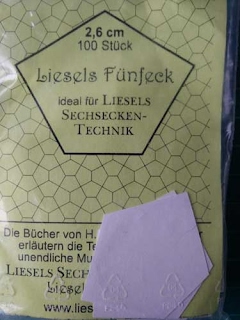 2,6 cm
100 Stück
Liesels Fünfeck
ideal für LIESELS
SECHSECKEN-
TECHNIK
Die Bücher von H.
erläutern die Te
unendliche Mu
LIESELS SECH
Liesel
www.lies